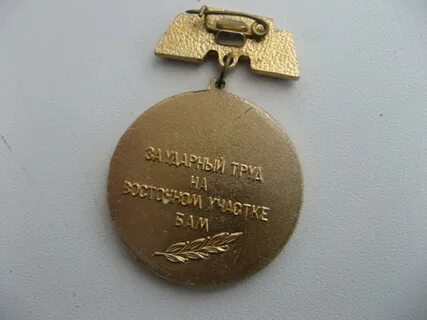 ЗА УДАРНЫЙ ТРУД
НА
ВОСТОЧНОМ УЧАСТКЕ
БАМ